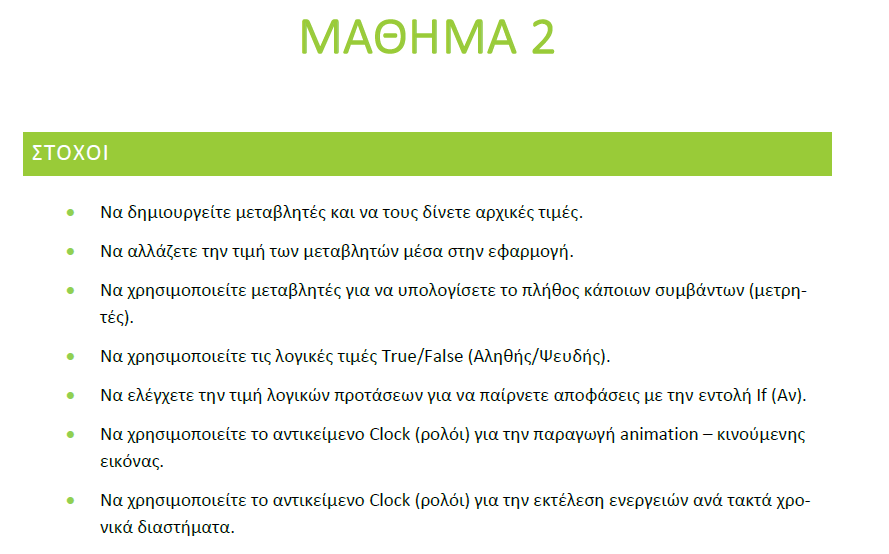 ΜΑΘΗΜΑ 2
ΣΤΟΧΟΙ
• Να δημιουργείτε μεταβλητές και να τους δίνετε αρχικές τιμές.
• Να αλλάζετε την τιμή των μεταβλητών μέσα στην εφαρμογή.
• Να χρησιμοποιείτε μεταβλητές για να υπολογίσετε το πλήθος κάποιων συμβάντων (μετρη-
τές).
• Να χρησιμοποιείτε τις λογικές τιμές True/False (Αληθής/Ψευδής).
• Να ελέγχετε την τιμή λογικών προτάσεων για να παίρνετε αποφάσεις με την εντολή If (Αν).
• Να χρησιμοποιείτε το αντικείμενο Clock (ρολόι) για την παραγωγή animation – κινούμενης
εικόνας.
• Να χρησιμοποιείτε το αντικείμενο Clock (ρολόι) για την εκτέλεση ενεργειών ανά τακτά χρο-
νικά διαστήματα.